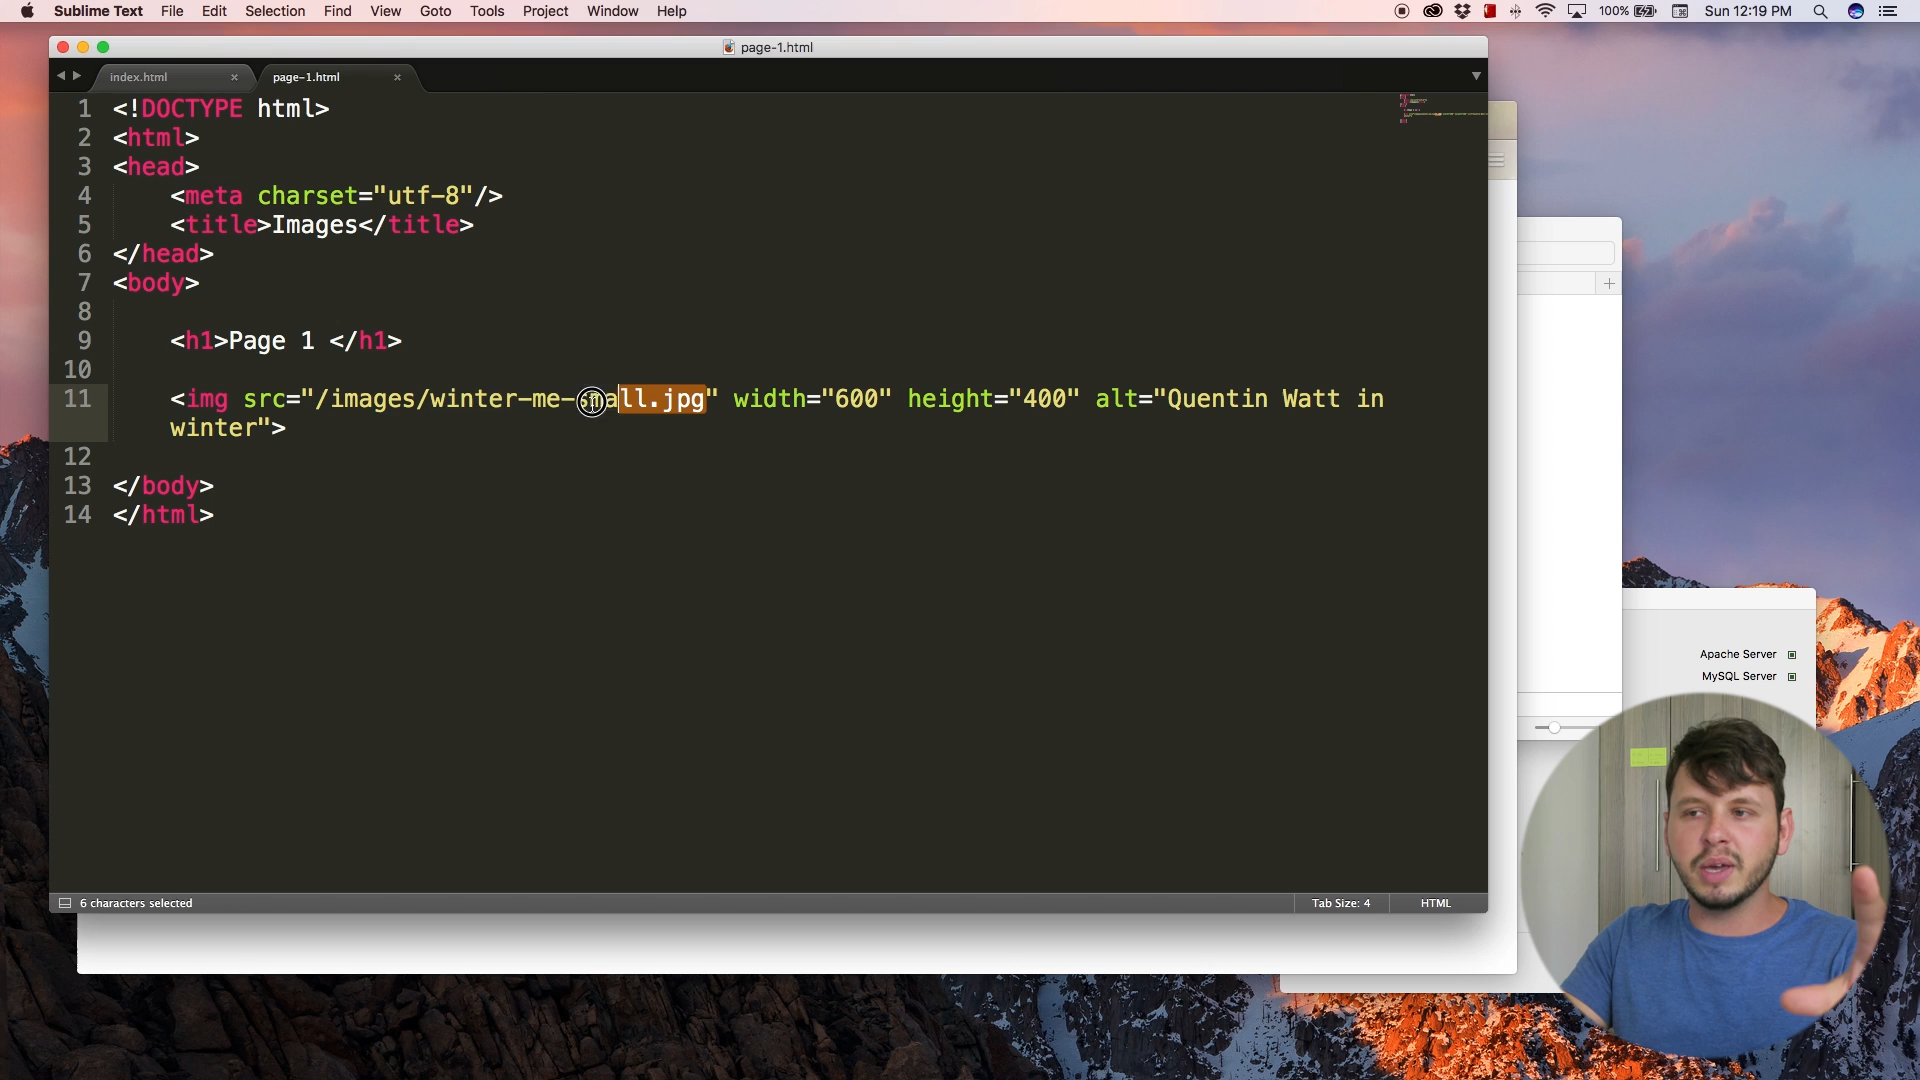 Sublime Text File Edit Selection Find View Goto Tools Project Window Help 100% Sun 12:19 PM
page-1.html
index.html page-1.html
1 <!DOCTYPE html>
2 <html>
3 <head>
4 <meta charset="utf-8"/>
5 <title>Images</title>
6 </head>
7 <body>
8
9 <h1>Page 1 </h1>
10
11 <img src="/images/winter-me-small.jpg" width="600" height="400" alt="Quentin Watt in
winter">
12
13 </body>
14 </html>
Apache Server
MySQL Server
6 characters selected Tab Size: 4 HTML